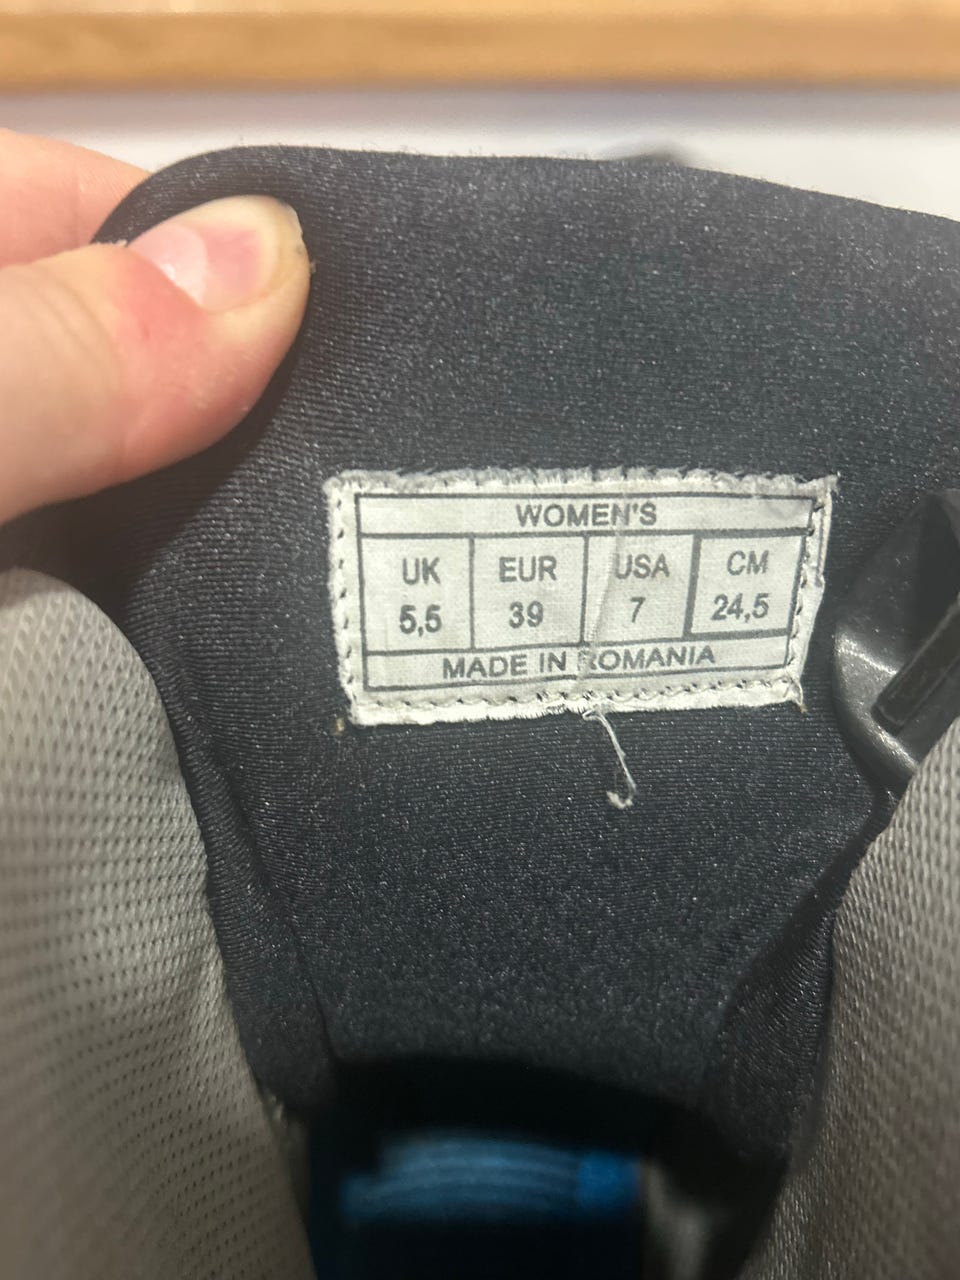 WOMEN'S
UK EUR USA CM
5,5 39 7 24,5
MADE IN ROMANIA